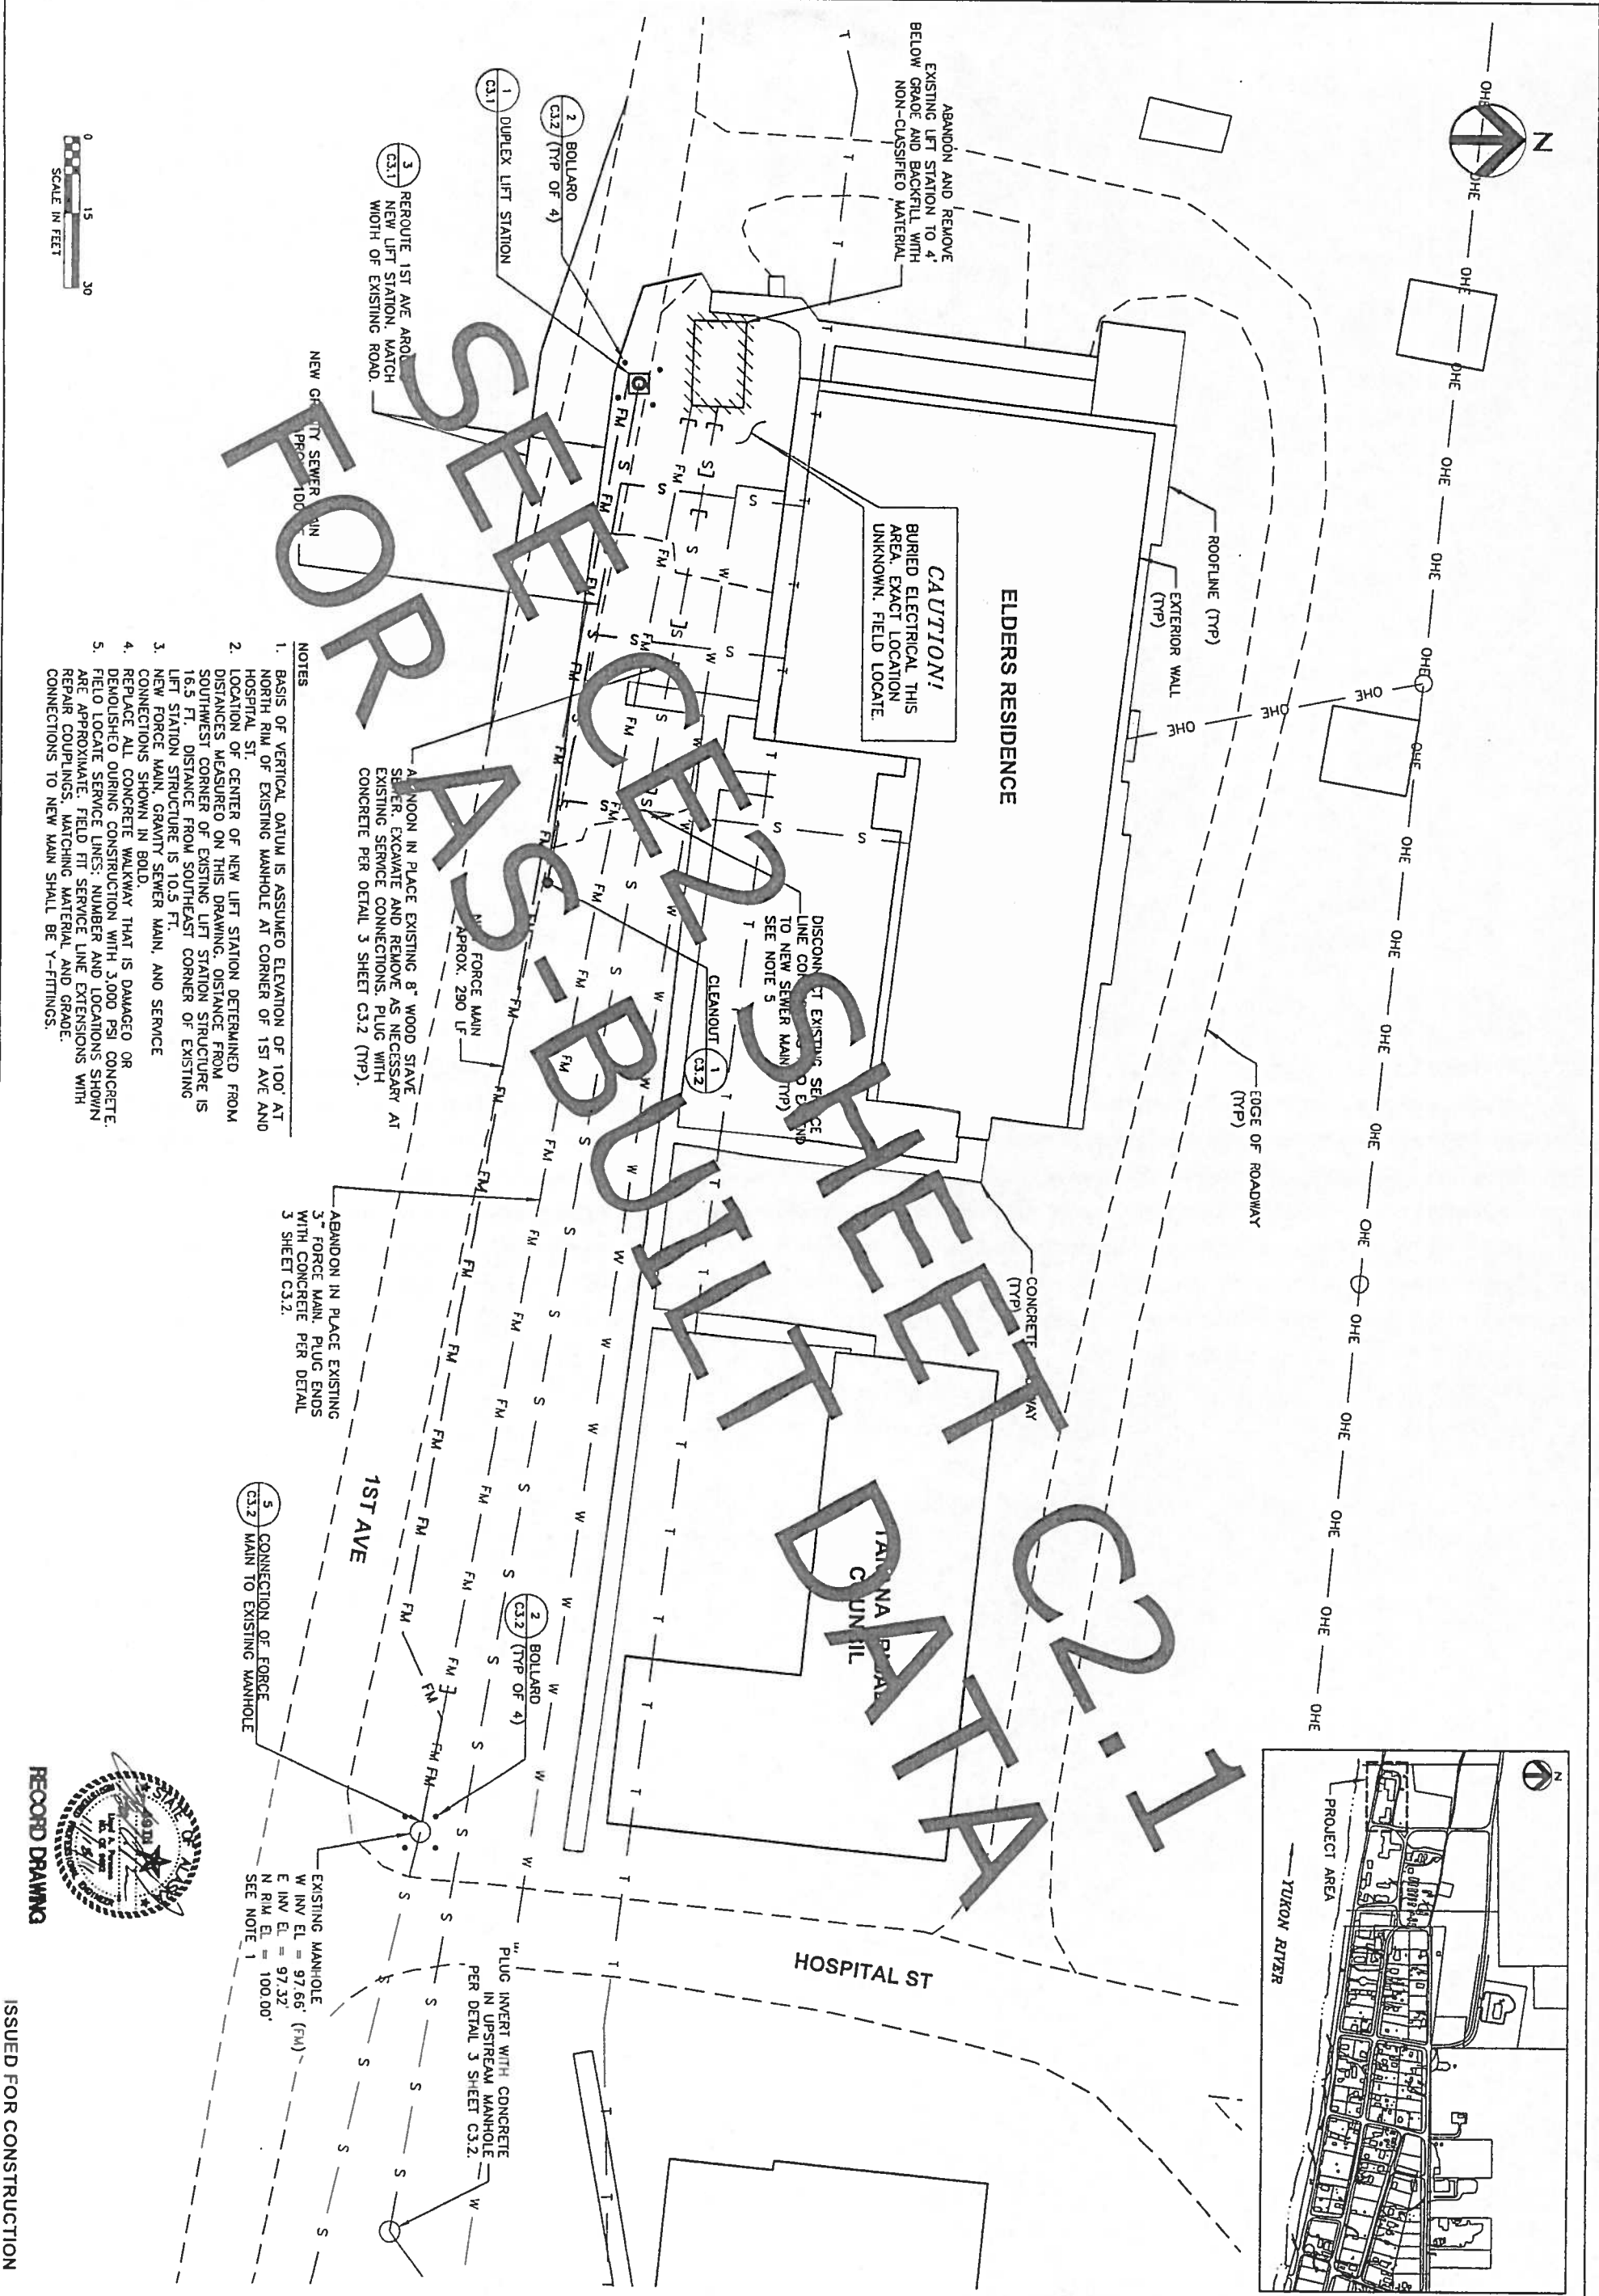 N
ABANDON AND REMOVE
EXISTING LIFT STATION TO 4'
BELOW GRADE AND BACKFILL WITH
NON-CLASSIFIED MATERIAL
2
C3.2
BOLLARD
(TYP OF 4)
1
C3.1
DUPLEX LIFT STATION
3
C3.1
REROUTE 1ST AVE
NEW LIFT STATION. MATCH
WIDTH OF EXISTING ROAD.
0 15 30
SCALE IN FEET
CAUTION!
BURIED ELECTRICAL THIS
AREA. EXACT LOCATION
UNKNOWN. FIELD LOCATE.
ELDERS RESIDENCE
ROOFLINE (TYP)
EXTERIOR WALL
(TYP)
EDGE OF ROADWAY
(TYP)
CONCRETE
(TYP)
NEW
SEWER
IN PLACE EXISTING 8" WOOD STAVE
EXCAVATE AND REMOVE AS NECESSARY AT
EXISTING SERVICE CONNECTIONS. PLUG WITH
CONCRETE PER DETAIL 3 SHEET C3.2 (TYP).
FORCE MAIN
APROX. 290 LF
DISCONNECT EXISTING
LINE
TO NEW SEWER MAIN (TYP)
SEE NOTE 5
CLEANOUT
1
C3.2
ABANDON IN PLACE EXISTING
3" FORCE MAIN. PLUG ENDS
WITH CONCRETE PER DETAIL
3 SHEET C3.2.
1ST AVE
2
C3.2
BOLLARD
(TYP OF 4)
5
C3.2
CONNECTION OF FORCE
MAIN TO EXISTING MANHOLE
EXISTING MANHOLE
W INV EL = 97.66' (FM)
E INV EL = 97.32'
N RIM EL = 100.00'
SEE NOTE 1
PLUG INVERT WITH CONCRETE
IN UPSTREAM MANHOLE
PER DETAIL 3 SHEET C3.2.
HOSPITAL ST
COUNCIL
NOTES
1. BASIS OF VERTICAL DATUM IS ASSUMED ELEVATION OF 100' AT
NORTH RIM OF EXISTING MANHOLE AT CORNER OF 1ST AVE AND
HOSPITAL ST.
2. LOCATION OF CENTER OF NEW LIFT STATION DETERMINED FROM
DISTANCES MEASURED ON THIS DRAWING. DISTANCE FROM
SOUTHWEST CORNER OF EXISTING LIFT STATION STRUCTURE IS
16.5 FT. DISTANCE FROM SOUTHEAST CORNER OF EXISTING
LIFT STATION STRUCTURE IS 10.5 FT.
3. NEW FORCE MAIN, GRAVITY SEWER MAIN, AND SERVICE
CONNECTIONS SHOWN IN BOLD.
4. REPLACE ALL CONCRETE WALKWAY THAT IS DAMAGED OR
DEMOLISHED DURING CONSTRUCTION WITH 3,000 PSI CONCRETE.
5. FIELD LOCATE SERVICE LINES; NUMBER AND LOCATIONS SHOWN
ARE APPROXIMATE. FIELD FIT SERVICE LINE EXTENSIONS WITH
REPAIR COUPLINGS, MATCHING MATERIAL AND GRADE.
CONNECTIONS TO NEW MAIN SHALL BE Y-FITTINGS.
SEE CE2 SHEET C2.1
FOR AS-BUILT DATA
N
PROJECT AREA
YUKON RITER
STATE OF ALASKA
49TH
PROFESSIONAL ENGINEER
RECORD DRAWING
ISSUED FOR CONSTRUCTION